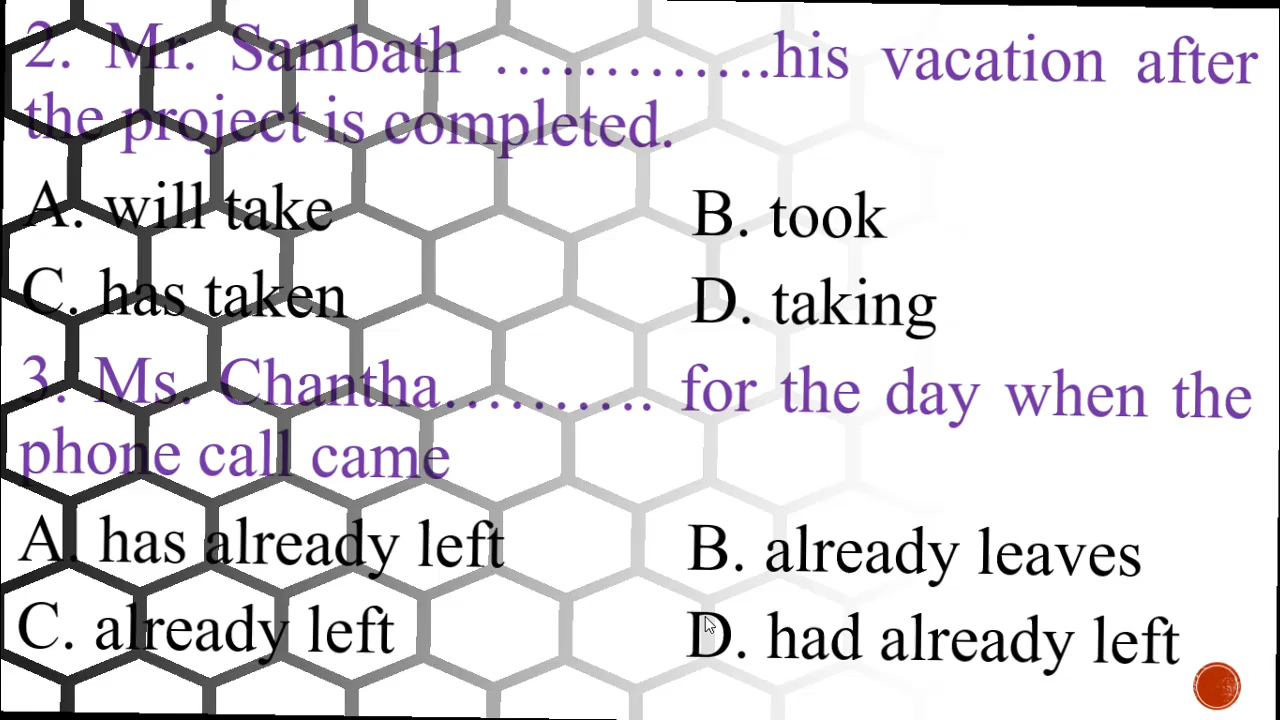 2. Mr. Sambath ………….his vacation after
the project is completed.
A. will take
B. took
C. has taken
D. taking
3. Ms. Chantha………. for the day when the
phone call came
A. has already left
B. already leaves
C. already left
D. had already left